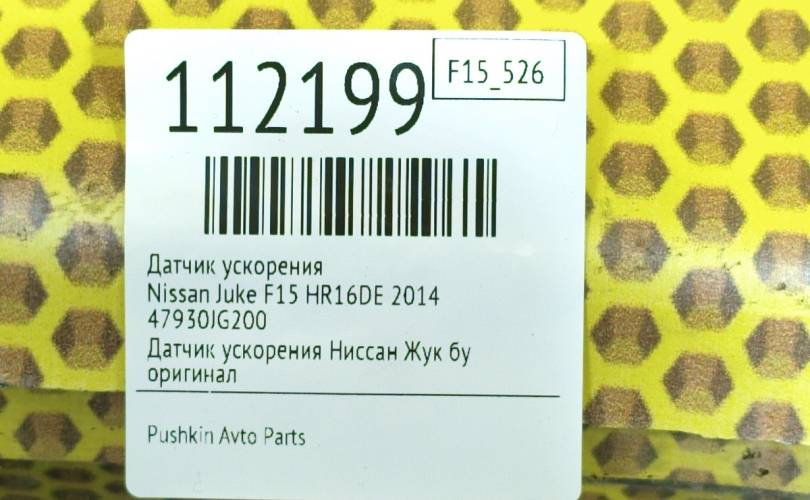 112199
F15_526
Датчик ускорения
Nissan Juke F15 HR16DE 2014
47930JG200
Датчик ускорения Ниссан Жук бу
оригинал
Pushkin Avto Parts